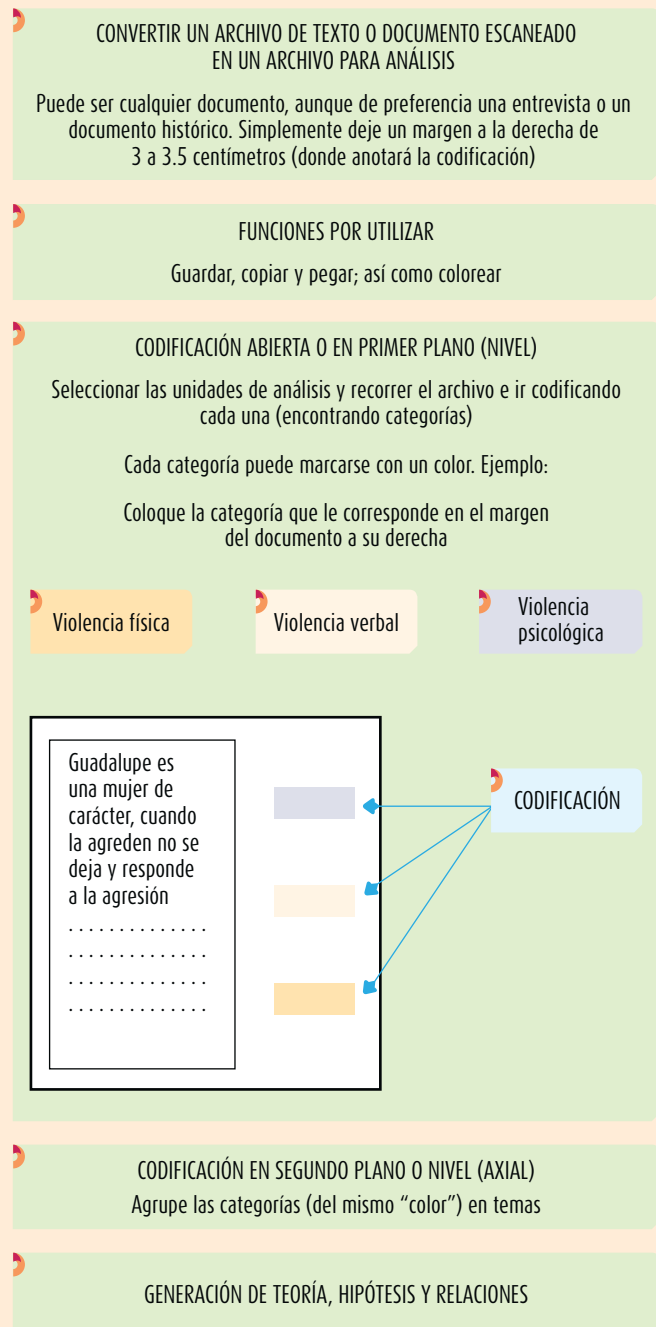 CONVERTIR UN ARCHIVO DE TEXTO O DOCUMENTO ESCANEADO
EN UN ARCHIVO PARA ANÁLISIS
Puede ser cualquier documento, aunque de preferencia una entrevista o un
documento histórico. Simplemente deje un margen a la derecha de
3 a 3.5 centímetros (donde anotará la codificación)
FUNCIONES POR UTILIZAR
Guardar, copiar y pegar; así como colorear
CODIFICACIÓN ABIERTA O EN PRIMER PLANO (NIVEL)
Seleccionar las unidades de análisis y recorrer el archivo e ir codificando
cada una (encontrando categorías)
Cada categoría puede marcarse con un color. Ejemplo:
Coloque la categoría que le corresponde en el margen
del documento a su derecha
Violencia física
Violencia verbal
Violencia
psicológica
Guadalupe es
una mujer de
carácter, cuando
la agreden no se
deja y responde
a la agresión
. . . . . . . . . . . . . .
. . . . . . . . . . . . . .
. . . . . . . . . . . . . .
. . . . . . . . . . . . . .
CODIFICACIÓN
CODIFICACIÓN EN SEGUNDO PLANO O NIVEL (AXIAL)
Agrupe las categorías (del mismo “color”) en temas
GENERACIÓN DE TEORÍA, HIPÓTESIS Y RELACIONES